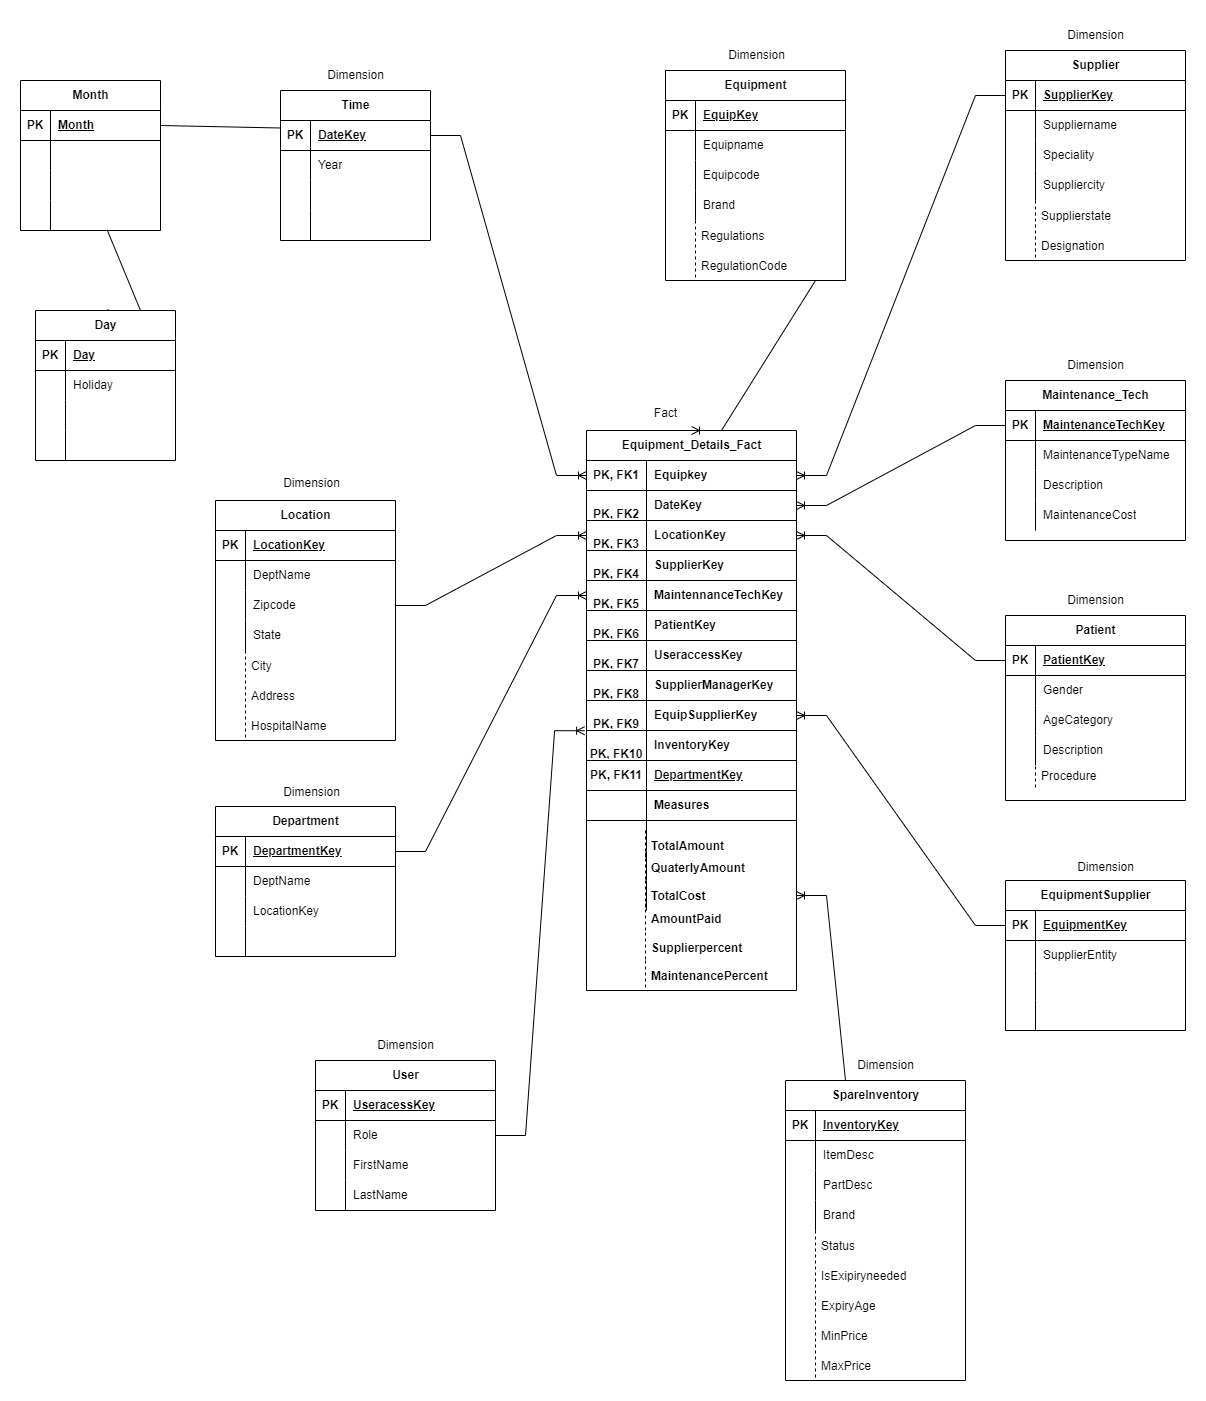 Dimension
Supplier
PK SupplierKey
Suppliername
Speciality
Suppliercity
Supplierstate
Designation
Dimension
Equipment
PK EquipKey
Equipname
Equipcode
Brand
Regulations
RegulationCode
Dimension
Time
PK DateKey
Year
Month
PK Month
Day
PK Day
Holiday
Dimension
Maintenance_Tech
PK MaintenanceTechKey
MaintenanceTypeName
Description
MaintenanceCost
Fact
Equipment_Details_Fact
PK, FK1 Equipkey
PK, FK2 DateKey
PK, FK3 LocationKey
PK, FK4 SupplierKey
PK, FK5 MaintennanceTechKey
PK, FK6 PatientKey
PK, FK7 UseraccessKey
PK, FK8 SupplierManagerKey
PK, FK9 EquipSupplierKey
PK, FK10 InventoryKey
PK, FK11 DepartmentKey
Measures
TotalAmount
QuaterlyAmount
TotalCost
AmountPaid
Supplierpercent
MaintenancePercent
Dimension
Location
PK LocationKey
DeptName
Zipcode
State
City
Address
HospitalName
Dimension
Patient
PK PatientKey
Gender
AgeCategory
Description
Procedure
Dimension
Department
PK DepartmentKey
DeptName
LocationKey
Dimension
EquipmentSupplier
PK EquipmentKey
SupplierEntity
Dimension
User
PK UseracessKey
Role
FirstName
LastName
Dimension
SpareInventory
PK InventoryKey
ItemDesc
PartDesc
Brand
Status
IsExipiryneeded
ExpiryAge
MinPrice
MaxPrice